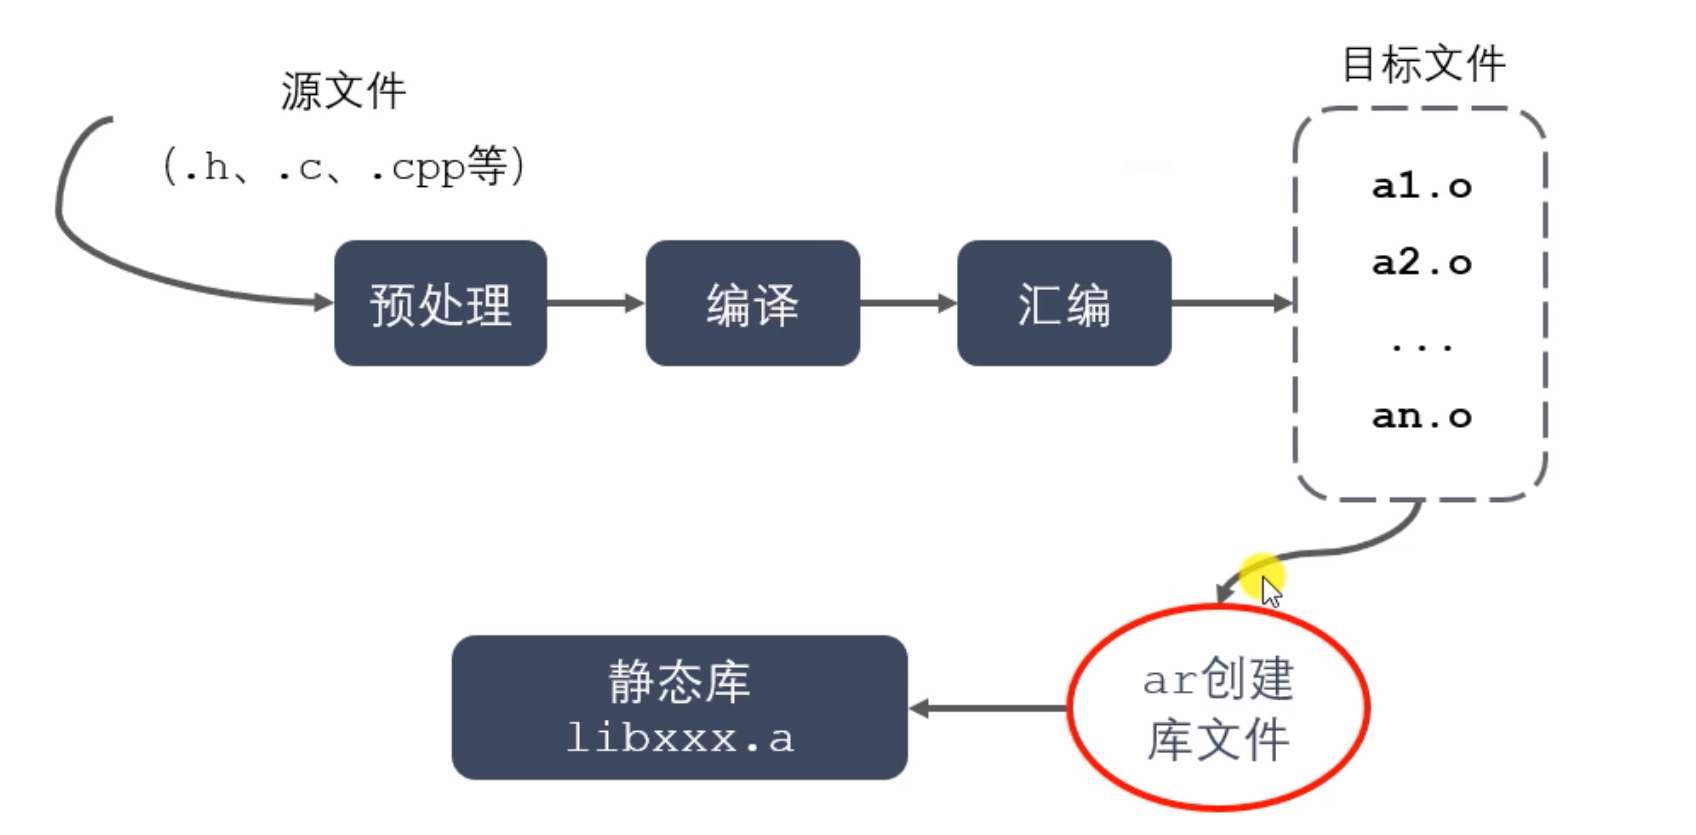 源文件
(.h、.c、.cpp等)
预处理
编译
汇编
目标文件
a1.o
a2.o
...
an.o
ar创建
库文件
静态库
libxxx.a